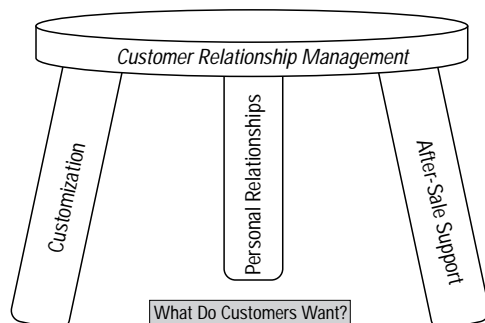 Customer Relationship Management
Customization
Personal Relationships
After-Sale Support
What Do Customers Want?